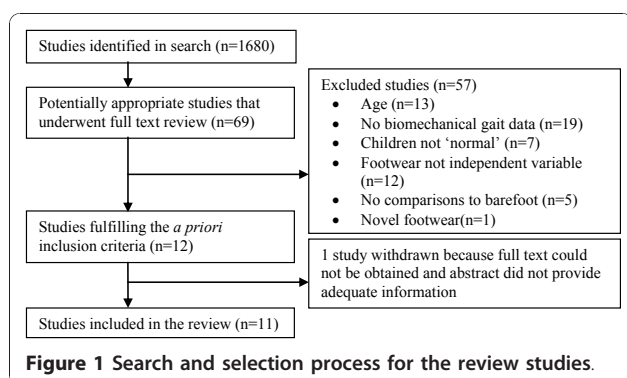 Studies identified in search (n=1680)
Potentially appropriate studies that
underwent full text review (n=69)
Excluded studies (n=57)
• Age (n=13)
• No biomechanical gait data (n=19)
• Children not ‘normal’ (n=7)
• Footwear not independent variable
(n=12)
• No comparisons to barefoot (n=5)
• Novel footwear(n=1)
Studies fulfilling the a priori
inclusion criteria (n=12)
1 study withdrawn because full text could
not be obtained and abstract did not provide
adequate information
Studies included in the review (n=11)
Figure 1 Search and selection process for the review studies.